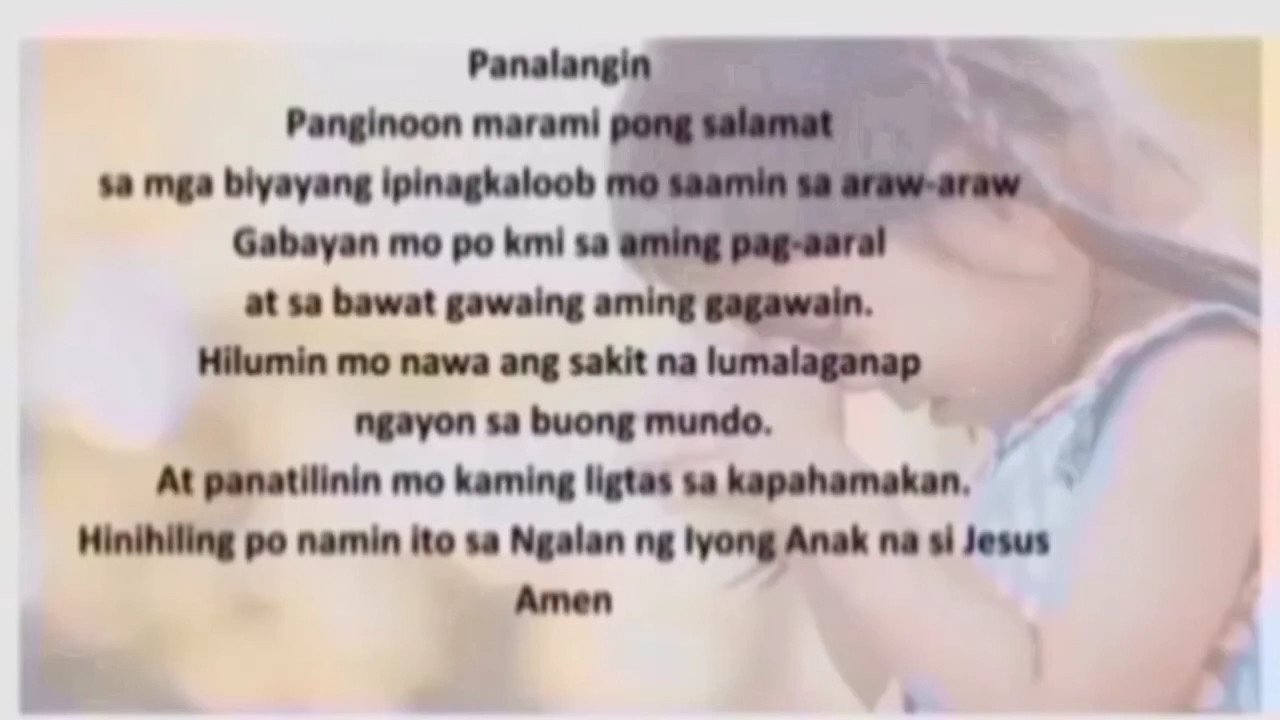 Panalangin
Panginoon marami pong salamat
sa mga biyayang ipinagkaloob mo saamin sa araw-araw
Gabayan mo po kmi sa aming pag-aaral
at sa bawat gawaing aming gagawain.
Hilumin mo nawa ang sakit na lumalaganap
ngayon sa buong mundo.
At panatilinin mo kaming ligtas sa kapahamakan.
Hinihiling po namin ito sa Ngalan ng Iyong Anak na si Jesus
Amen